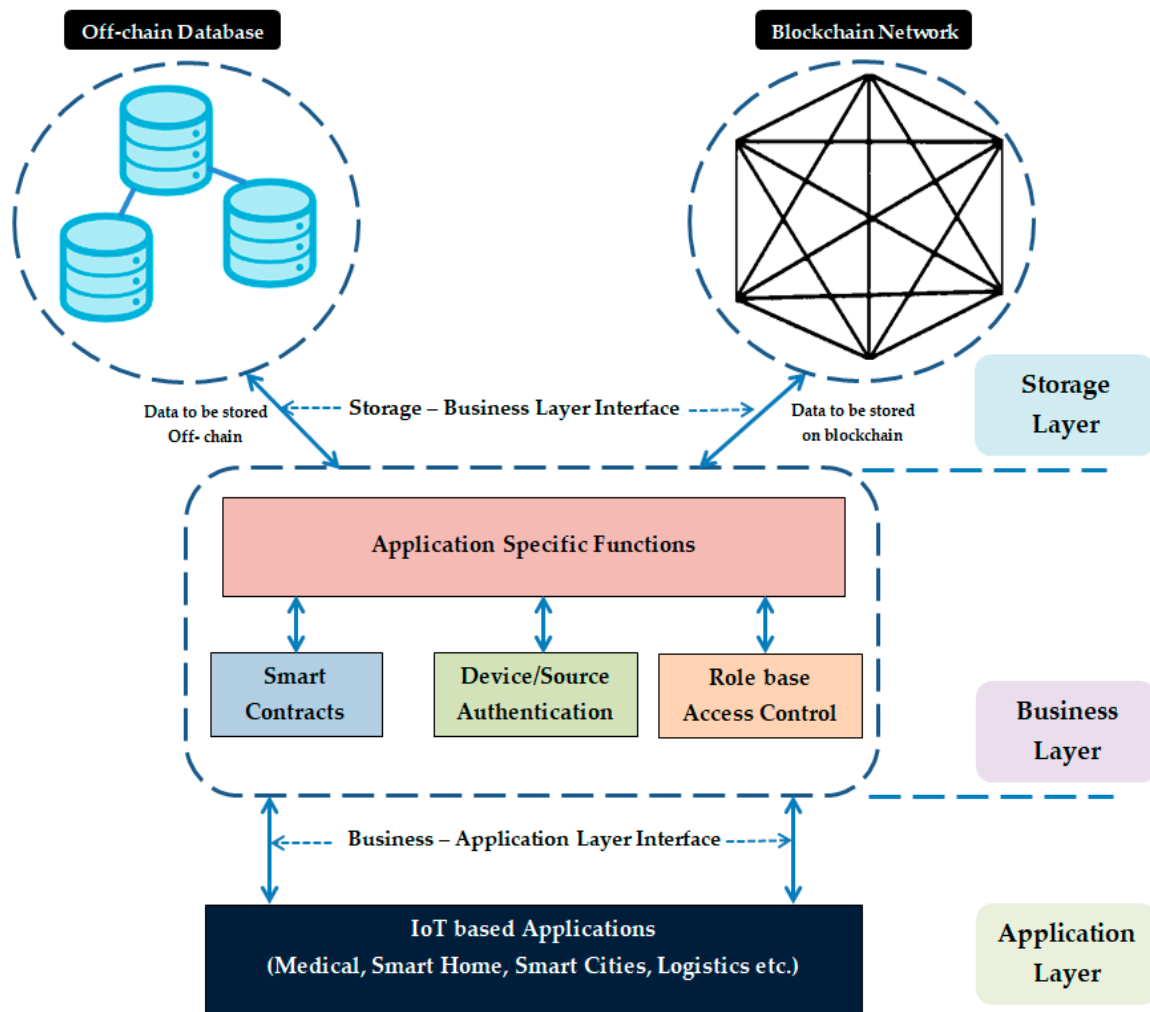 Off-chain Database
Blockchain Network
Data to be stored
Off- chain
Storage – Business Layer Interface
Data to be stored
on blockchain
Storage
Layer
Application Specific Functions
Smart
Contracts
Device/Source
Authentication
Role base
Access Control
Business
Layer
Business – Application Layer Interface
IoT based Applications
(Medical, Smart Home, Smart Cities, Logistics etc.)
Application
Layer